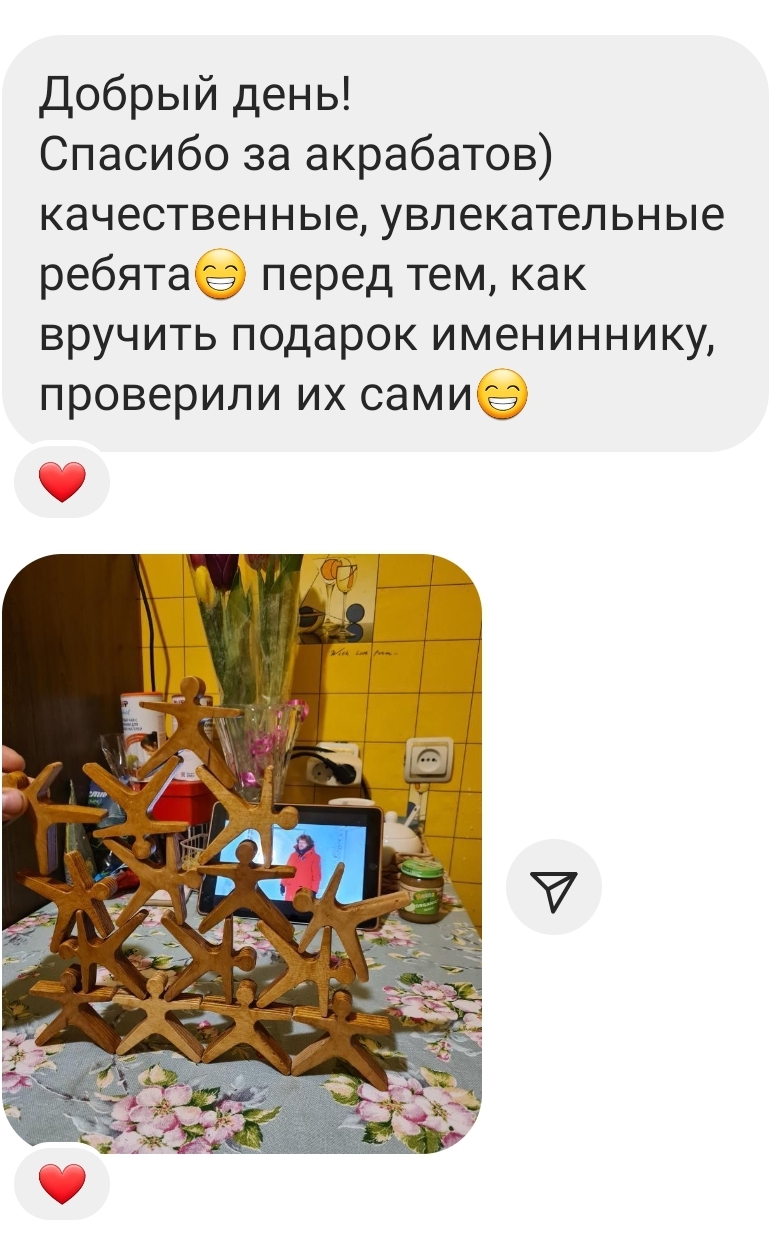 Добрый день!
Спасибо за акрабатов)
качественные, увлекательные
ребята😁 перед тем, как
вручить подарок имениннику,
проверили их сами😁